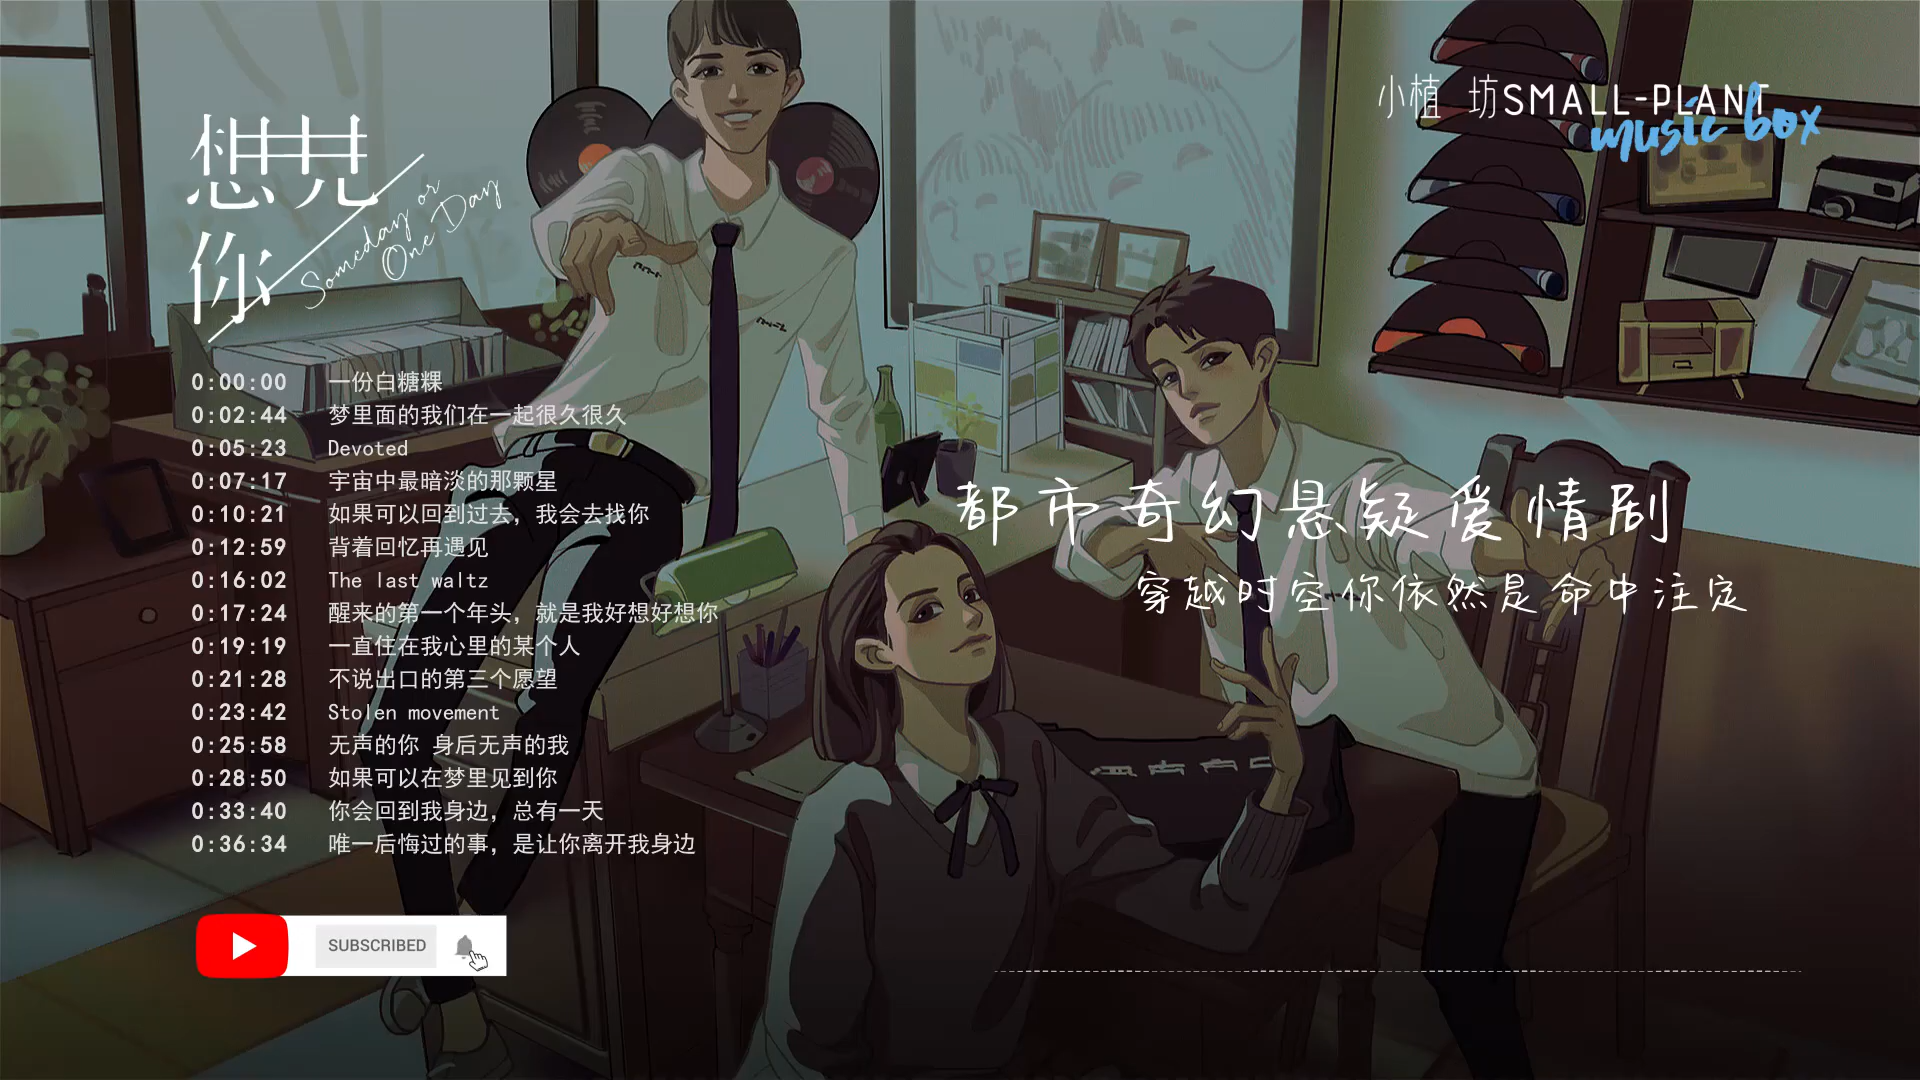 想见
你
Someday or
One Day
小植 坊SMALL-PLANT
music box
0:00:00 一份白糖粿
0:02:44 梦里面的我们在一起很久很久
0:05:23 Devoted
0:07:17 宇宙中最暗淡的那颗星
0:10:21 如果可以回到过去，我会去找你
0:12:59 背着回忆再遇见
0:16:02 The last waltz
0:17:24 醒来的第一个年头，就是我好想好想你
0:19:19 一直住在我心里的某个人
0:21:28 不说出口的第三个愿望
0:23:42 Stolen movement
0:25:58 无声的你 身后无声的我
0:28:50 如果可以在梦里见到你
0:33:40 你会回到我身边，总有一天
0:36:34 唯一后悔过的事，是让你离开我身边
都市奇幻悬疑爱情剧
穿越时空你依然是命中注定
SUBSCRIBED